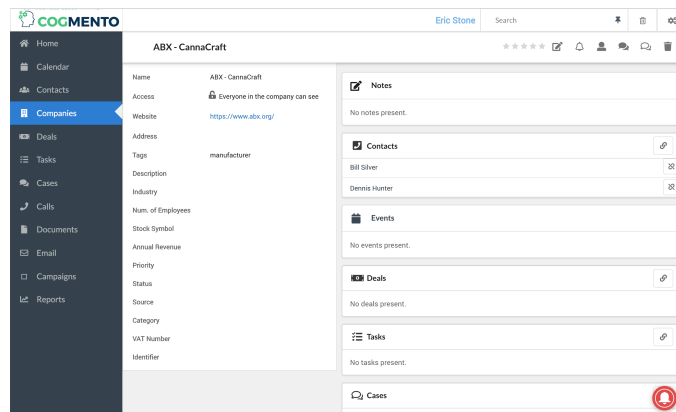 COGMENTO
Eric Stone
Search
Home
Calendar
Contacts
Companies
Deals
Tasks
Cases
Calls
Documents
Email
Campaigns
Reports
ABX - CannaCraft
Name ABX - CannaCraft
Access Everyone in the company can see
Website https://www.abx.org/
Address
Tags manufacturer
Description
Industry
Num. of Employees
Stock Symbol
Annual Revenue
Priority
Status
Source
Category
VAT Number
Identifier
Notes
No notes present.
Contacts
Bill Silver
Dennis Hunter
Events
No events present.
Deals
No deals present.
Tasks
No tasks present.
Cases